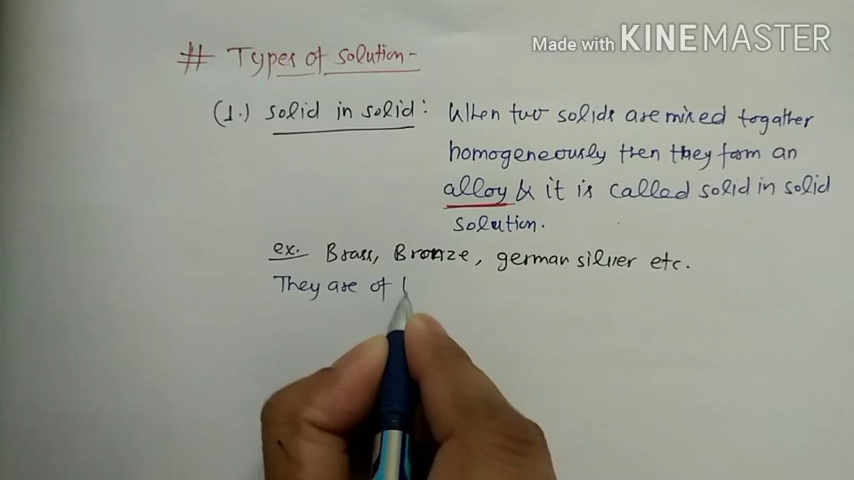 Made with KINEMASTER
# Types of solution-
(1.) solid in solid: When two solids are mixed togather
homogeneously then they form an
alloy & it is called solid in solid
solution.
ex. Brass, Bronze, german silver etc.
They are of